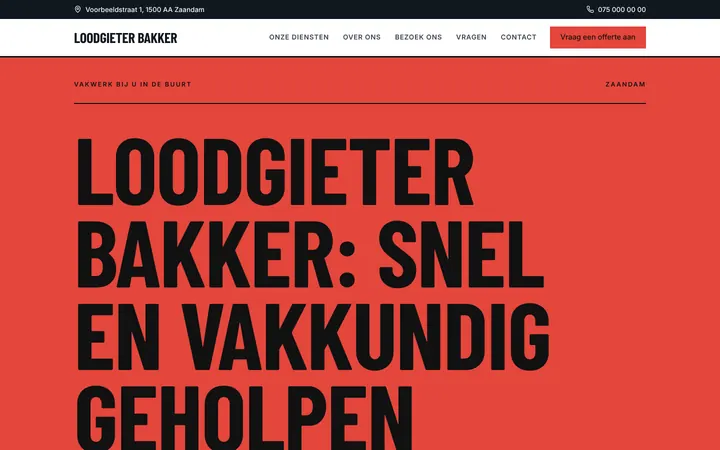 Voorbeeldstraat 1, 1500 AA Zaandam
075 000 00 00
LOODGIETER BAKKER
ONZE DIENSTEN
OVER ONS
BEZOEK ONS
VRAGEN
CONTACT
Vraag een offerte aan
VAKWERK BIJ U IN DE BUURT
ZAANDAM
LOODGIETER
BAKKER: SNEL
EN VAKKUNDIG
GEHOLPEN